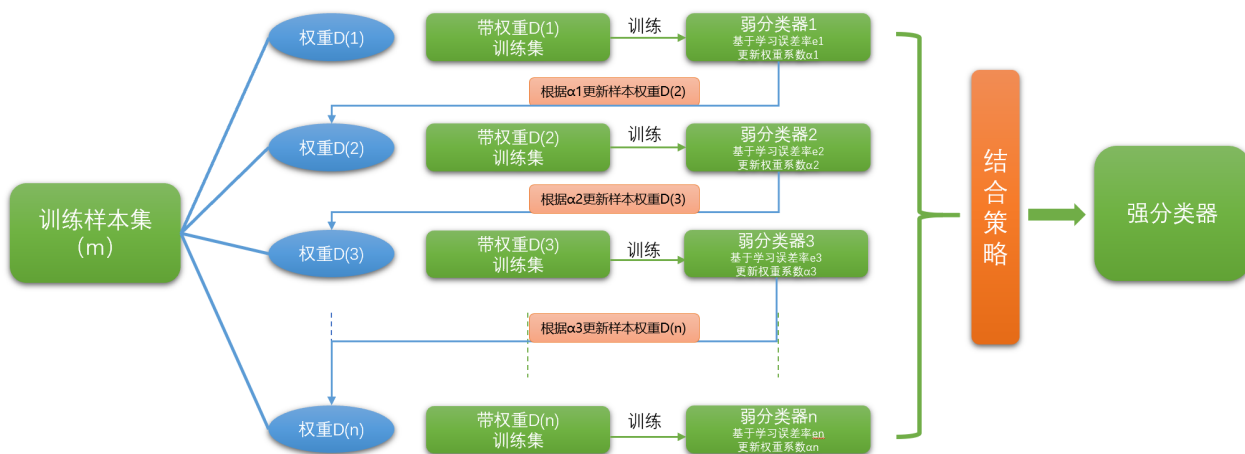 训练样本集
(m)
权重D(1)
带权重D(1)
训练集
训练
弱分类器1
基于学习误差率e1
更新权重系数α1
根据α1更新样本权重D(2)
权重D(2)
带权重D(2)
训练集
训练
弱分类器2
基于学习误差率e2
更新权重系数α2
根据α2更新样本权重D(3)
权重D(3)
带权重D(3)
训练集
训练
弱分类器3
基于学习误差率e3
更新权重系数α3
根据α3更新样本权重D(n)
权重D(n)
带权重D(n)
训练集
训练
弱分类器n
基于学习误差率en
更新权重系数αn
结合策略
强分类器